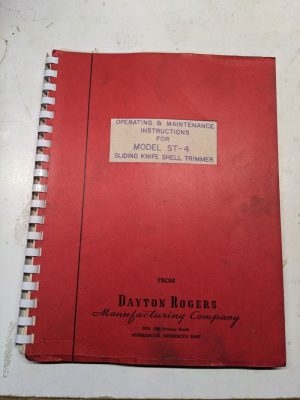 OPERATING & MAINTENANCE
INSTRUCTIONS
FOR
MODEL ST-4
SLIDING KNIFE SHELL TRIMMER
FROM
DAYTON ROGERS
Manufacturing Company
MINNEAPOLIS, MINNESOTA